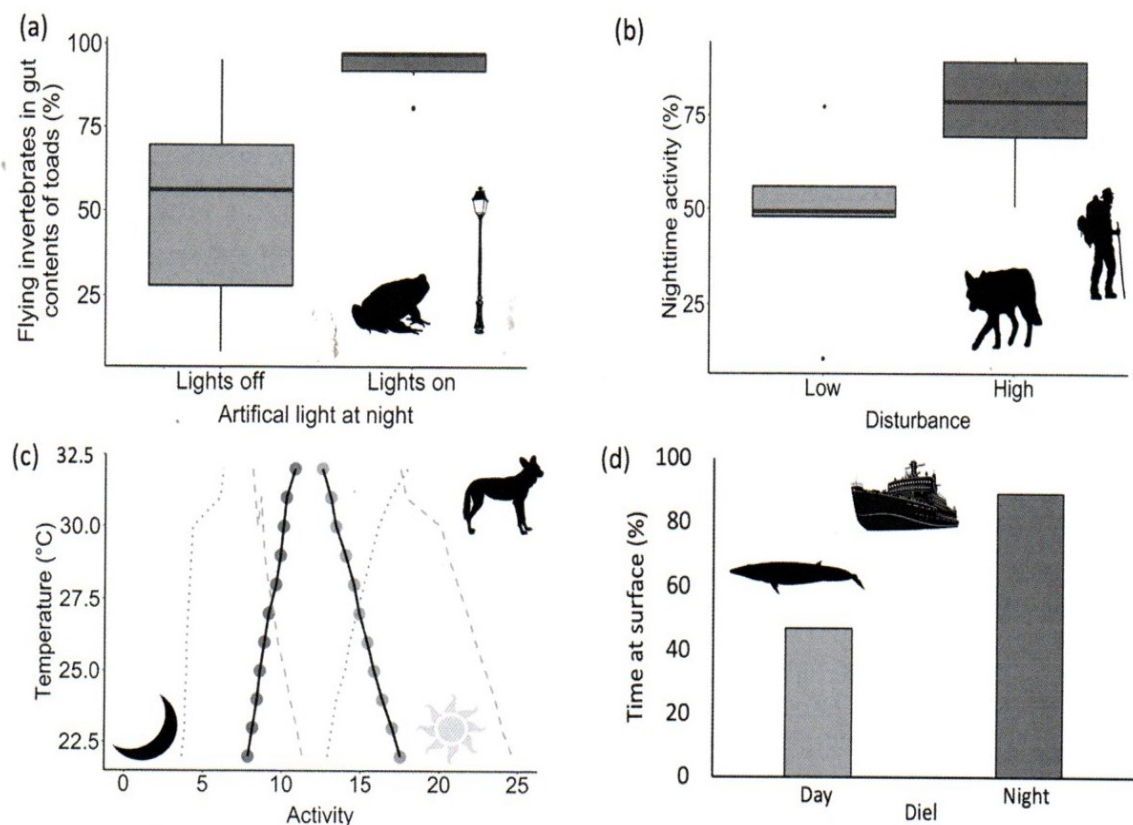 (a)
Flying invertebrates in gut
contents of toads (%)
100
75
50
25
Lights off Lights on
Artifical light at night
(b)
Nighttime activity (%)
75
50
25
Low High
Disturbance
(c)
Temperature (°C)
32.5
30.0
27.5
25.0
22.5
0 5 10 15 20 25
Activity
(d)
Time at surface (%)
100
80
60
40
20
0
Day Night
Diel